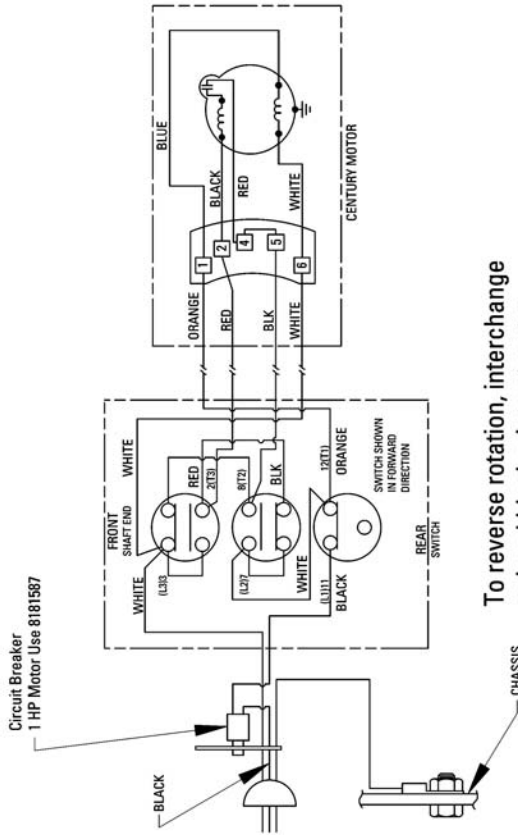 Circuit Breaker
1 HP Motor Use 8181587
BLACK
CHASSIS
FRONT
SHAFT END
WHITE
WHITE
(L3)3
RED
2(T3)
8(T2)
(L2)7
BLK
WHITE
(L1)11
12(T1)
BLACK
ORANGE
SWITCH SHOWN
IN FORWARD
DIRECTION
REAR
SWITCH
ORANGE
RED
BLK
WHITE
1
2
4
5
6
BLUE
BLACK
RED
WHITE
CENTURY MOTOR
To reverse rotation, interchange